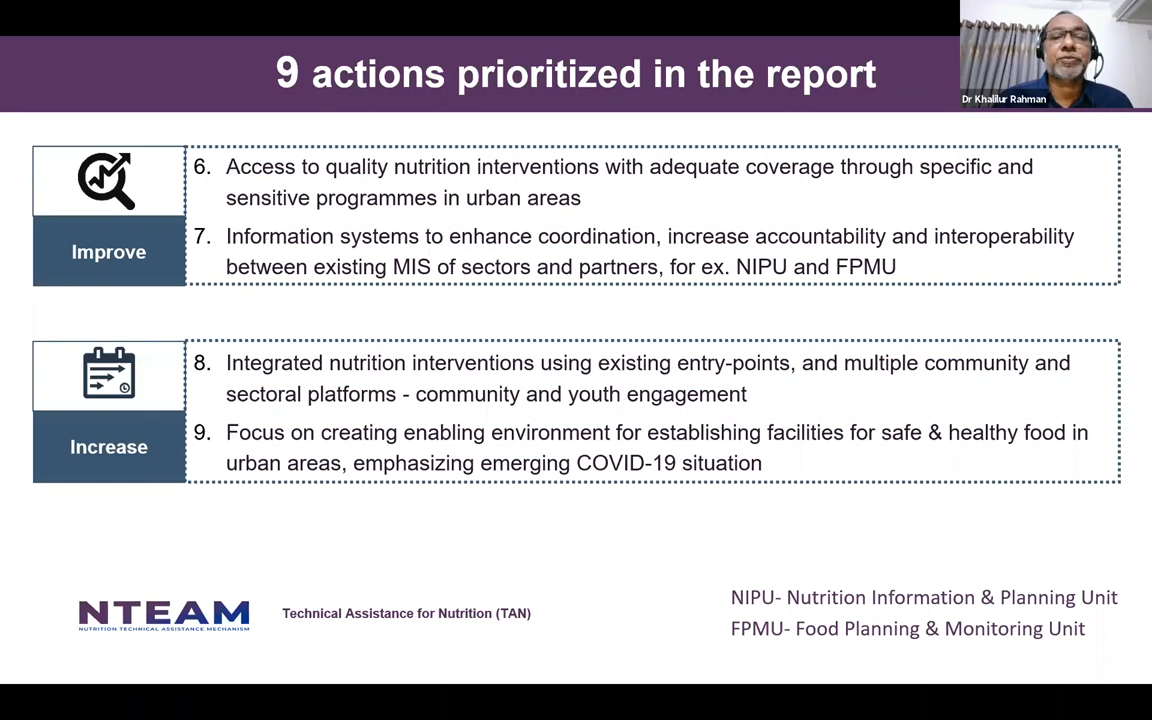 9 actions prioritized in the report
Dr Khalilur Rahman
6. Access to quality nutrition interventions with adequate coverage through specific and
sensitive programmes in urban areas
Improve
7. Information systems to enhance coordination, increase accountability and interoperability
between existing MIS of sectors and partners, for ex. NIPU and FPMU
8. Integrated nutrition interventions using existing entry-points, and multiple community and
sectoral platforms - community and youth engagement
Increase
9. Focus on creating enabling environment for establishing facilities for safe & healthy food in
urban areas, emphasizing emerging COVID-19 situation
NTEAM
NUTRITION TECHNICAL ASSISTANCE MECHANISM
Technical Assistance for Nutrition (TAN)
NIPU- Nutrition Information & Planning Unit
FPMU- Food Planning & Monitoring Unit